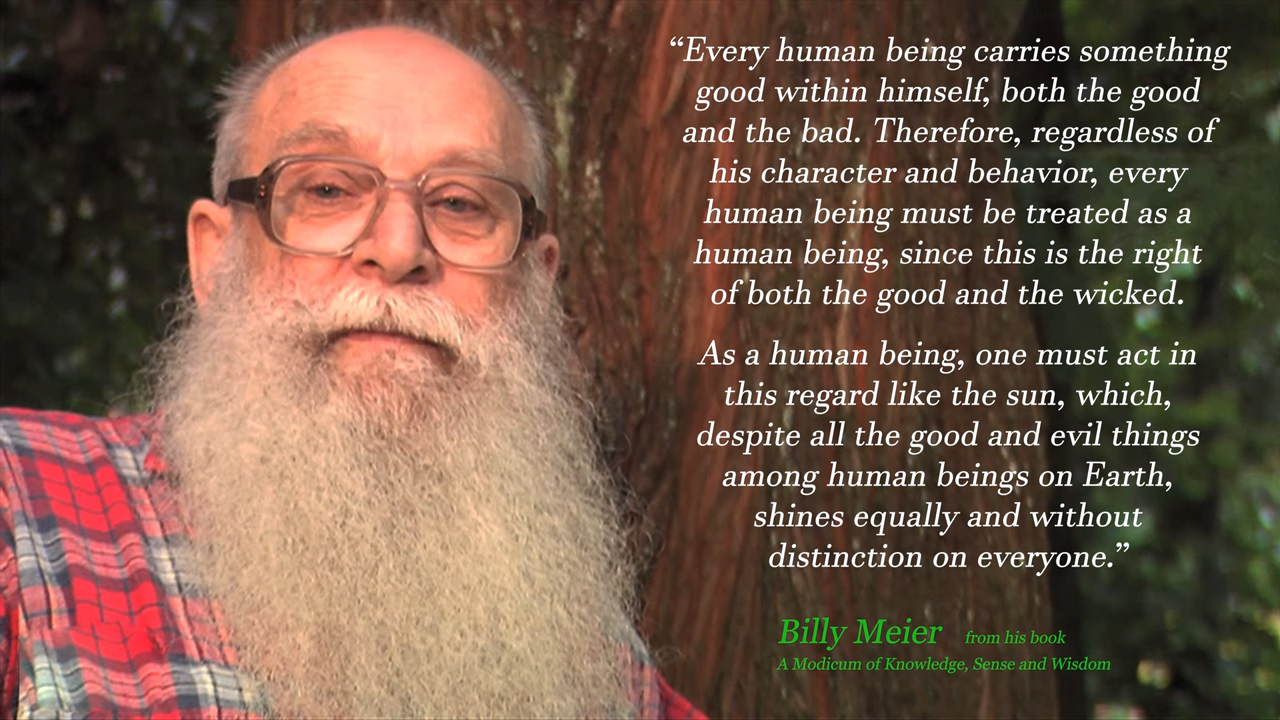 “Every human being carries something
good within himself, both the good
and the bad. Therefore, regardless of
his character and behavior, every
human being must be treated as a
human being, since this is the right
of both the good and the wicked.
As a human being, one must act in
this regard like the sun, which,
despite all the good and evil things
among human beings on Earth,
shines equally and without
distinction on everyone.”
Billy Meier from his book
A Modicum of Knowledge, Sense and Wisdom